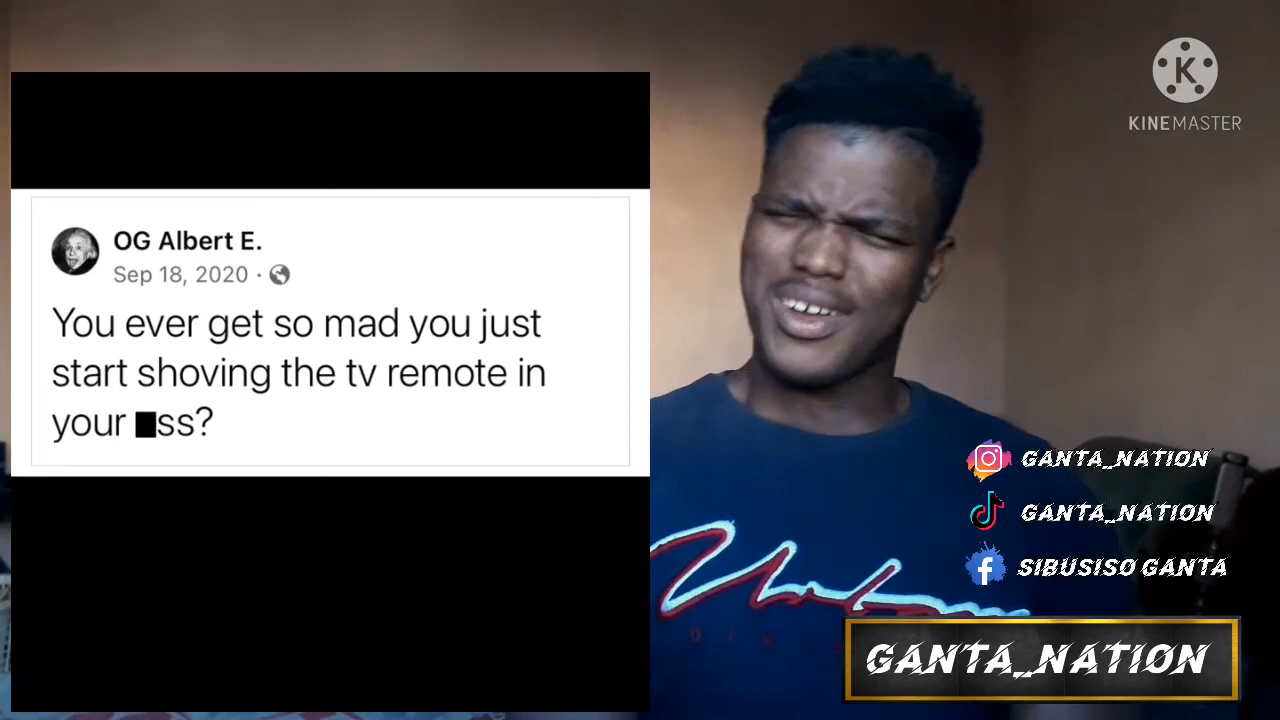 OG Albert E.
Sep 18, 2020 ·
You ever get so mad you just
start shoving the tv remote in
your ■ss?
K
KINEMASTER
GANTA_NATION
GANTA_NATION
SIBUSISO GANTA
GANTA_NATION